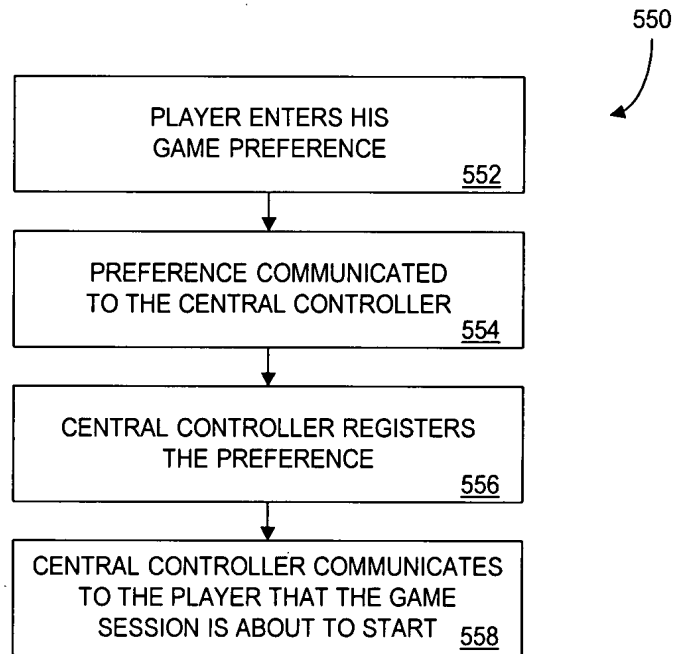 550
PLAYER ENTERS HIS
GAME PREFERENCE
552
PREFERENCE COMMUNICATED
TO THE CENTRAL CONTROLLER
554
CENTRAL CONTROLLER REGISTERS
THE PREFERENCE
556
CENTRAL CONTROLLER COMMUNICATES
TO THE PLAYER THAT THE GAME
SESSION IS ABOUT TO START 558